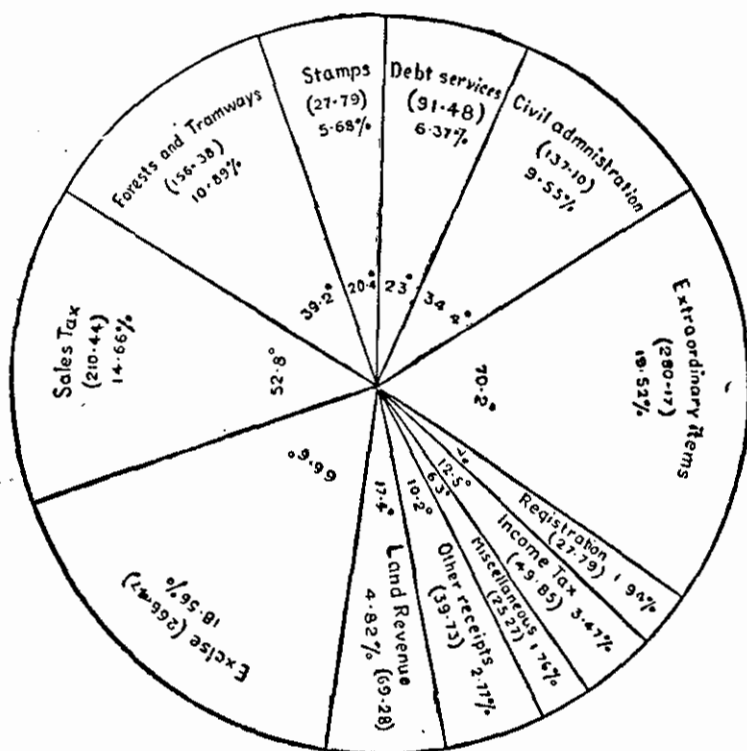 Stamps
(27·79)
5·68%
20·4°
Debt services
(91·48)
6·37%
23°
Civil admnistration
(137·10)
9·55%
34·4°
Extraordinary items
(280·17)
19·52%
70·2°
Registration
(27·79) 1·94%
7°
Income Tax
(49·85) 3·47%
12·5°
Miscellaneous
(25·27) 1·76%
6·3°
Other receipts
(39·73) 2·77%
10·2°
Land Revenue
4·82% (69·28)
17·4°
Excise (266·47)
18·56%
66·6°
Sales Tax
(210·44)
14·66%
52·8°
Forests and Tramways
(156·38)
10·89%
39·2°